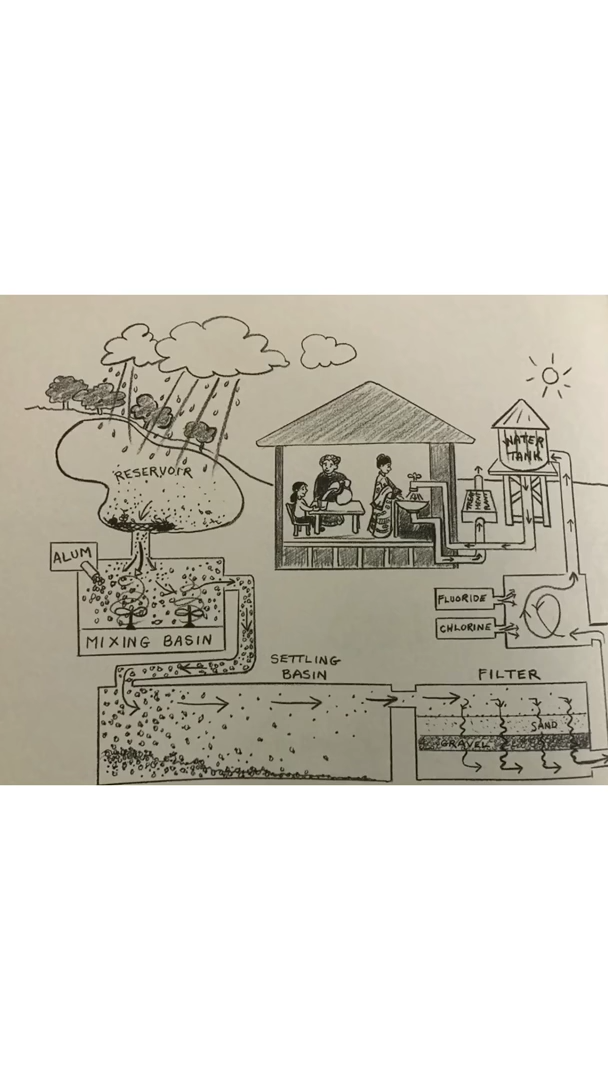 RESERVOIR
ALUM
MIXING BASIN
SETTLING
BASIN
FILTER
SAND
GRAVEL
FLUORIDE
CHLORINE
WATER
TANK